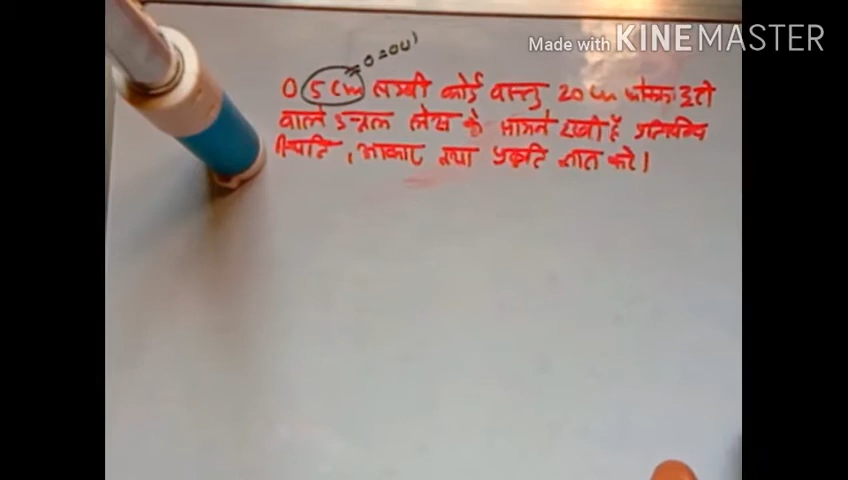 Made with KINEMASTER
0 5 cm लम्बी कोई वस्तु 20 cm फोकस दूरी
वाले उत्तल लेंस के सामने रखी है प्रतिबिम्ब
स्थिति, आकार तथा प्रकृति ज्ञात करो।